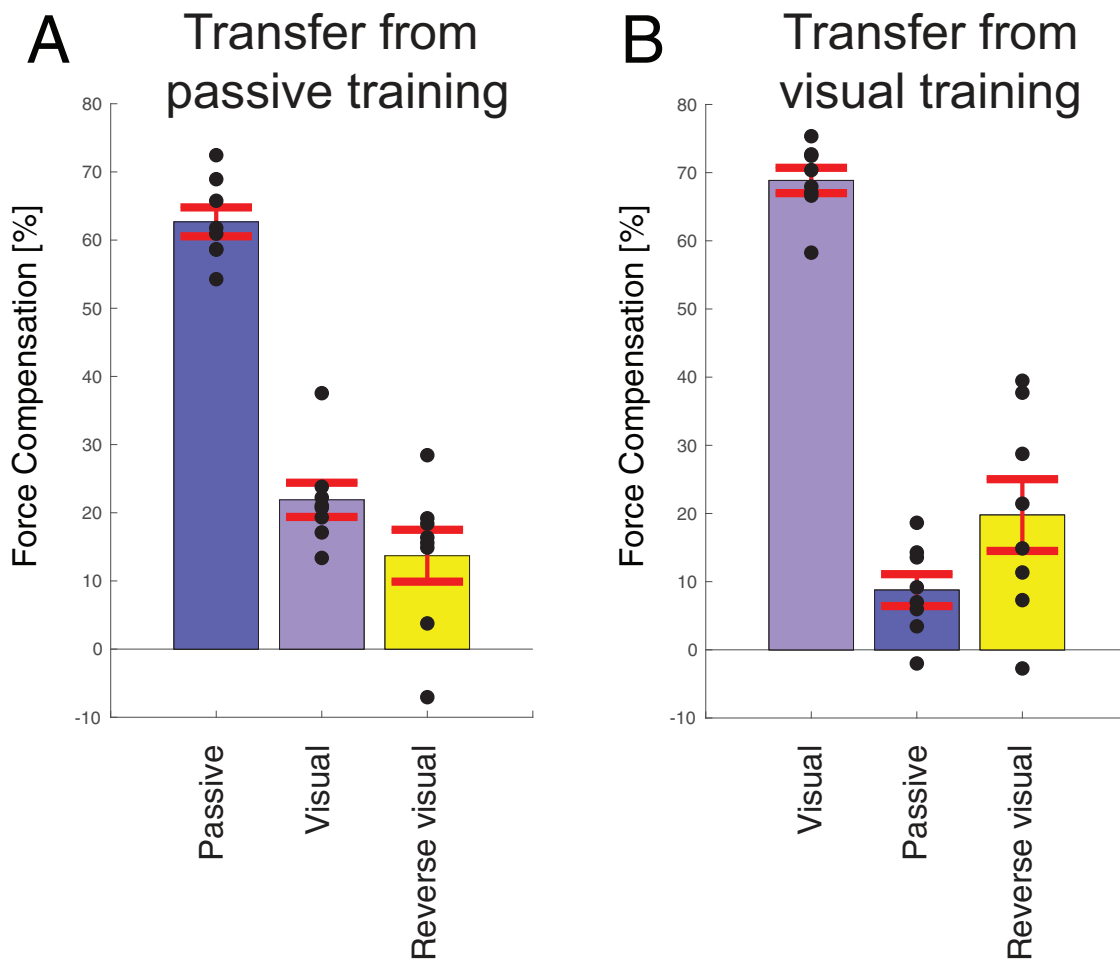 A
Transfer from
passive training
Force Compensation [%]
80
70
60
50
40
30
20
10
0
-10
Passive
Visual
Reverse visual
B
Transfer from
visual training
Force Compensation [%]
80
70
60
50
40
30
20
10
0
-10
Visual
Passive
Reverse visual